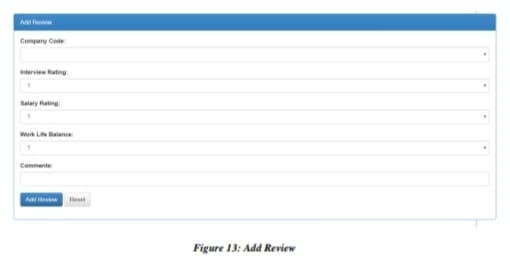 Add Review
Company Code:
Interview Rating:
1
Salary Rating:
1
Work Life Balance:
1
Comments:
Add Review Reset
Figure 13: Add Review